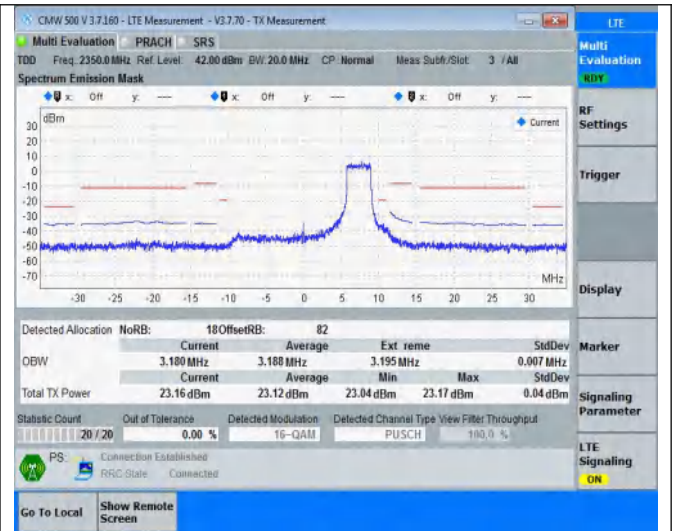 CMW 500 V 3.7.160 - LTE Measurement - V3.7.70 - TX Measurement
LTE
Multi Evaluation PRACH SRS
Multi Evaluation
RDY
TDD Freq.: 2350.0 MHz Ref. Level: 42.00 dBm BW: 20.0 MHz CP: Normal Meas Subfr./Slot: 3 / All
Spectrum Emission Mask
x: Off y: --- x: Off y: --- x: Off y: ---
RF Settings
dBm
Current
30
20
10
0
-10
-20
-30
-40
-50
-60
-70
MHz
-30 -25 -20 -15 -10 -5 0 5 10 15 20 25 30
Trigger
Display
Detected Allocation NoRB: 18 OffsetRB: 82
Current Average Extreme StdDev
OBW 3.180 MHz 3.188 MHz 3.195 MHz 0.007 MHz
Current Average Min Max StdDev
Total TX Power 23.16 dBm 23.12 dBm 23.04 dBm 23.17 dBm 0.04 dBm
Marker
Signaling Parameter
Statistic Count Out of Tolerance Detected Modulation Detected Channel Type View Filter Throughput
20 / 20 0.00 % 16-QAM PUSCH 100.0 %
PS: Connection Established
RRC State Connected
LTE Signaling
ON
Go To Local
Show Remote Screen